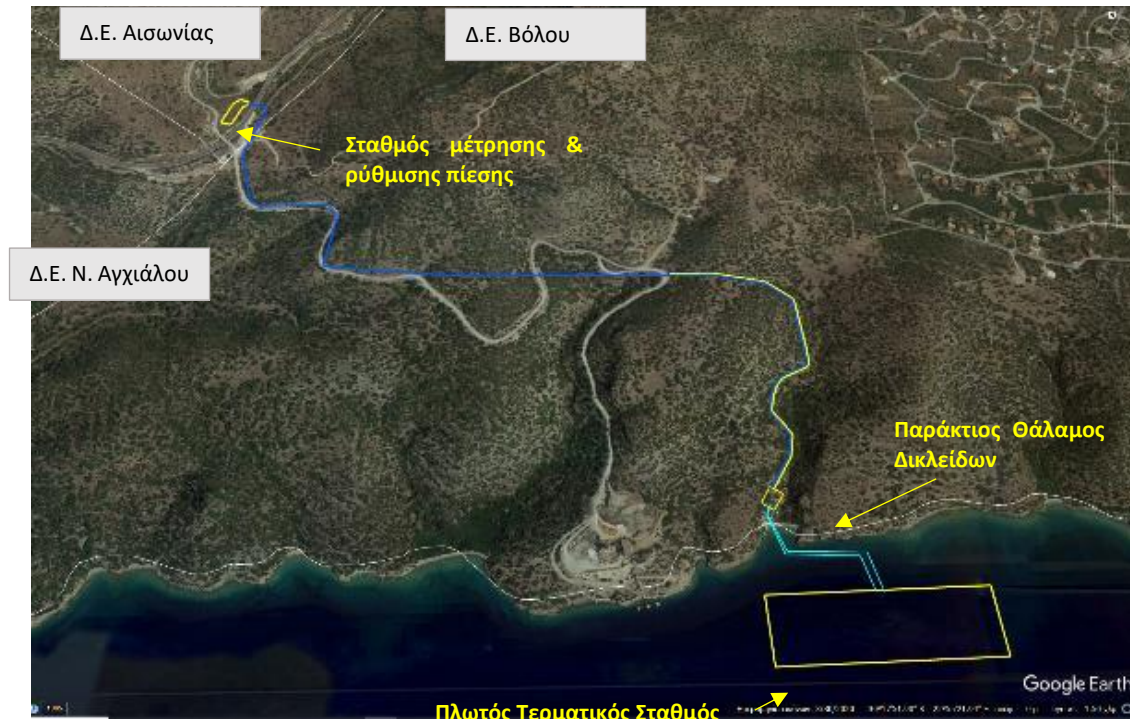 Δ.Ε. Αισωνίας
Δ.Ε. Βόλου
Σταθμός μέτρησης &
ρύθμισης πίεσης
Δ.Ε. Ν. Αγχιάλου
Παράκτιος Θάλαμος
Δικλείδων
Google Earth
Πλωτός Τερματικός Σταθμός